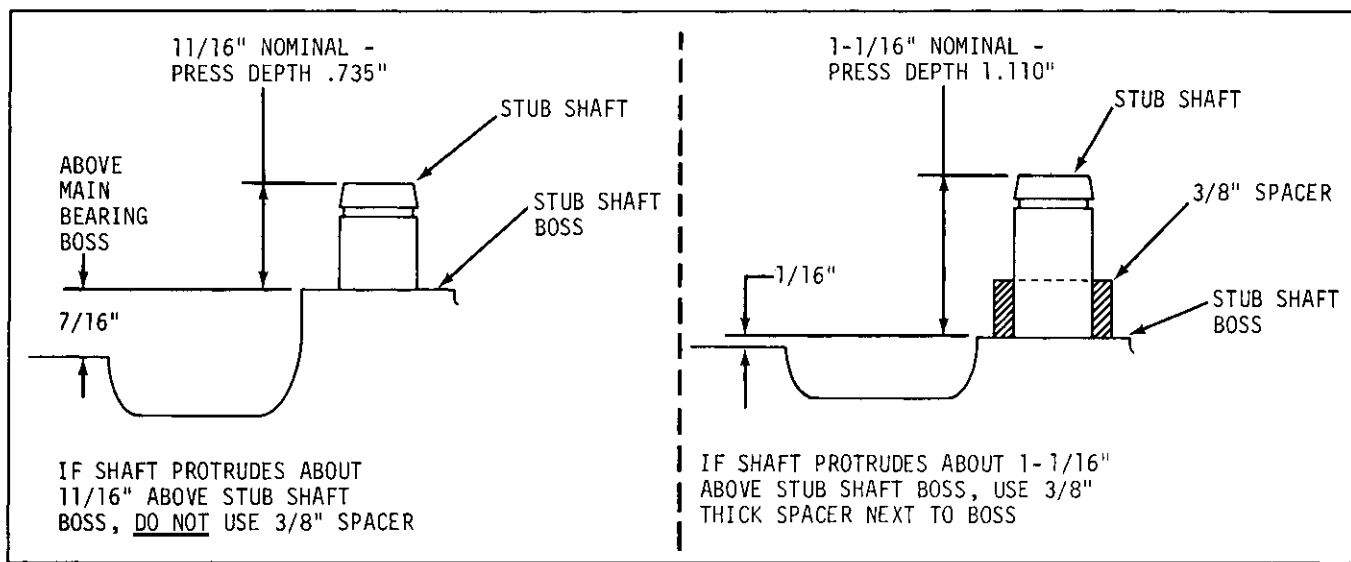 11/16" NOMINAL -
PRESS DEPTH .735"
STUB SHAFT
ABOVE
MAIN
BEARING
BOSS
STUB SHAFT
BOSS
7/16"
IF SHAFT PROTRUDES ABOUT
11/16" ABOVE STUB SHAFT
BOSS, DO NOT USE 3/8" SPACER
1-1/16" NOMINAL -
PRESS DEPTH 1.110"
STUB SHAFT
3/8" SPACER
1/16"
STUB SHAFT
BOSS
IF SHAFT PROTRUDES ABOUT 1-1/16"
ABOVE STUB SHAFT BOSS, USE 3/8"
THICK SPACER NEXT TO BOSS